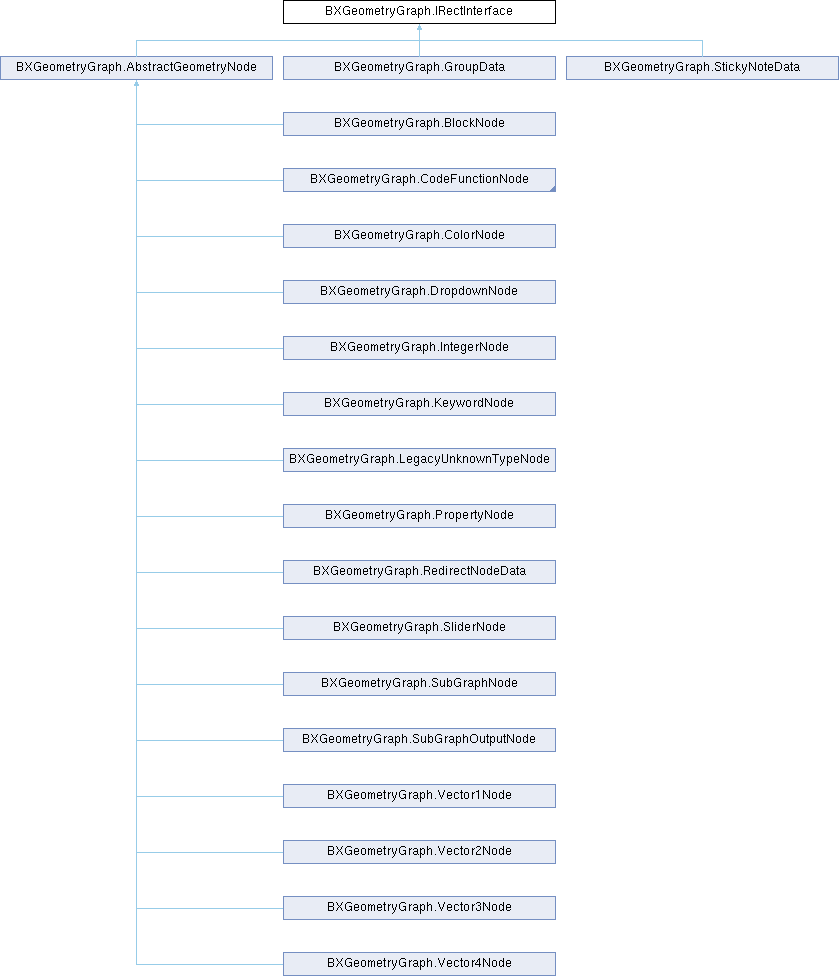 BXGeometryGraph.IRectInterface
BXGeometryGraph.AbstractGeometryNode
BXGeometryGraph.GroupData
BXGeometryGraph.StickyNoteData
BXGeometryGraph.BlockNode
BXGeometryGraph.CodeFunctionNode
BXGeometryGraph.ColorNode
BXGeometryGraph.DropdownNode
BXGeometryGraph.IntegerNode
BXGeometryGraph.KeywordNode
BXGeometryGraph.LegacyUnknownTypeNode
BXGeometryGraph.PropertyNode
BXGeometryGraph.RedirectNodeData
BXGeometryGraph.SliderNode
BXGeometryGraph.SubGraphNode
BXGeometryGraph.SubGraphOutputNode
BXGeometryGraph.Vector1Node
BXGeometryGraph.Vector2Node
BXGeometryGraph.Vector3Node
BXGeometryGraph.Vector4Node